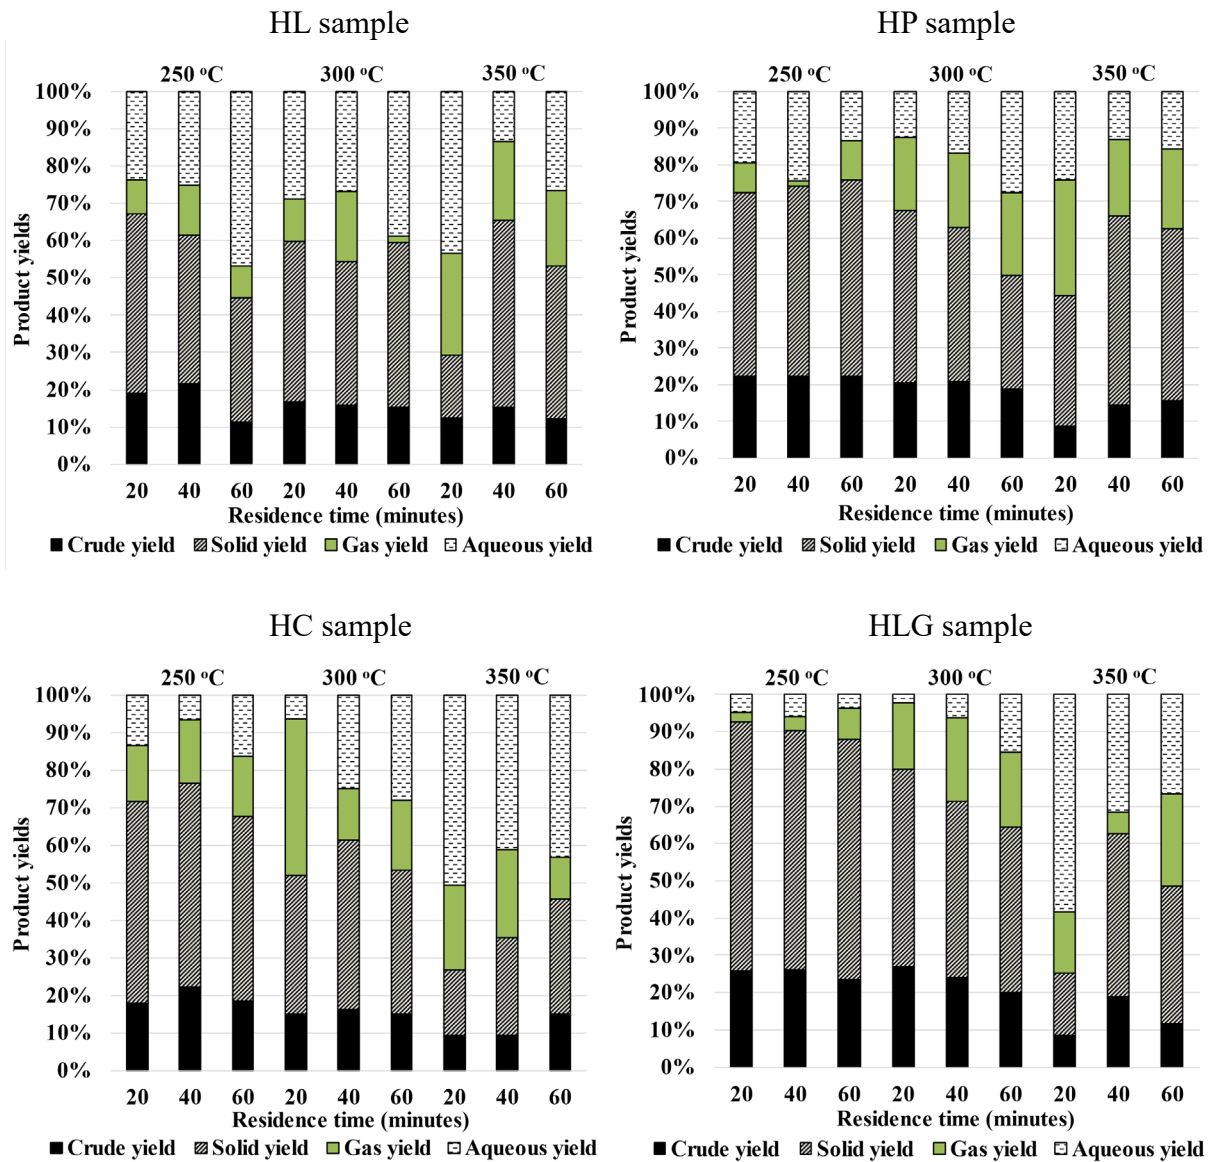 HL sample
250 °C 300 °C 350 °C
100%
90%
80%
70%
60%
50%
40%
30%
20%
10%
0%
Product yields
20 40 60 20 40 60 20 40 60
Residence time (minutes)
Crude yield Solid yield Gas yield Aqueous yield
HP sample
250 °C 300 °C 350 °C
100%
90%
80%
70%
60%
50%
40%
30%
20%
10%
0%
Product yields
20 40 60 20 40 60 20 40 60
Residence time (minutes)
Crude yield Solid yield Gas yield Aqueous yield
HC sample
250 °C 300 °C 350 °C
100%
90%
80%
70%
60%
50%
40%
30%
20%
10%
0%
Product yields
20 40 60 20 40 60 20 40 60
Residence time (minutes)
Crude yield Solid yield Gas yield Aqueous yield
HLG sample
250 °C 300 °C 350 °C
100%
90%
80%
70%
60%
50%
40%
30%
20%
10%
0%
Product yields
20 40 60 20 40 60 20 40 60
Residence time (minutes)
Crude yield Solid yield Gas yield Aqueous yield